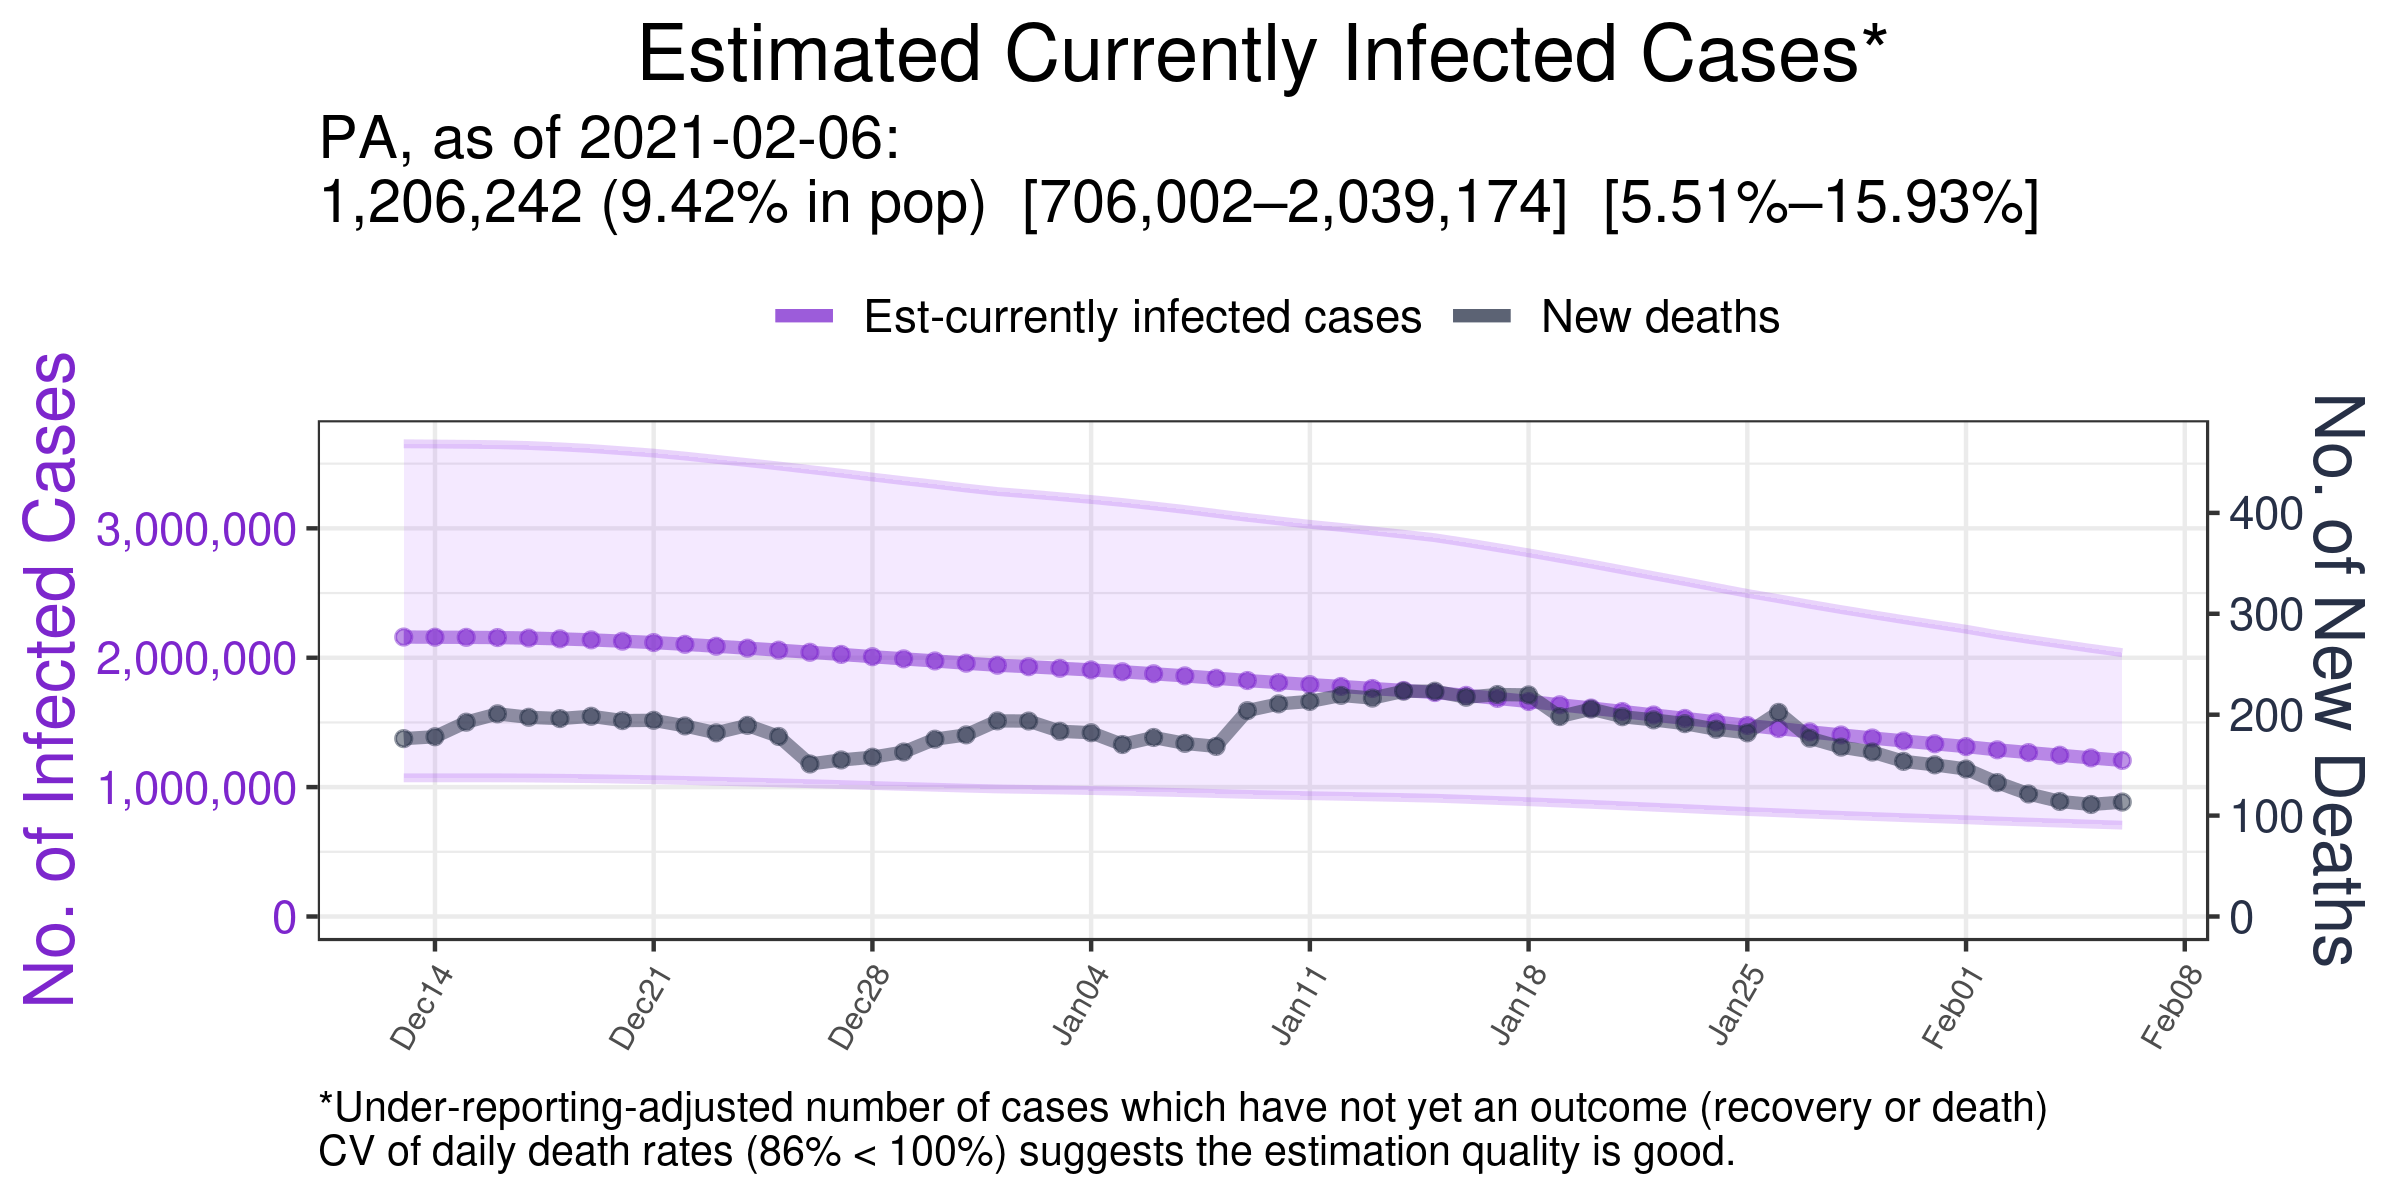 Estimated Currently Infected Cases*
PA, as of 2021-02-06:
1,206,242 (9.42% in pop)  [706,002–2,039,174]  [5.51%–15.93%]
Est-currently infected cases
New deaths
No. of Infected Cases
3,000,000
2,000,000
1,000,000
0
No. of New Deaths
400
300
200
100
0
Dec14
Dec21
Dec28
Jan04
Jan11
Jan18
Jan25
Feb01
Feb08
*Under-reporting-adjusted number of cases which have not yet an outcome (recovery or death)
CV of daily death rates (86% < 100%) suggests the estimation quality is good.